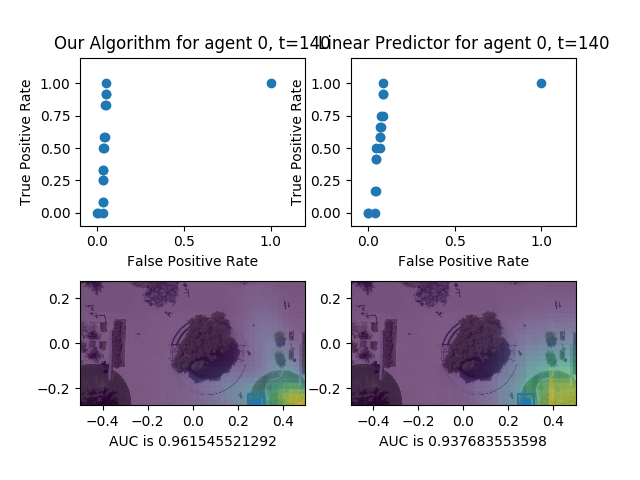 Our Algorithm for agent 0, t=140
Linear Predictor for agent 0, t=140
True Positive Rate
1.00
0.75
0.50
0.25
0.00
0.0 0.5 1.0
False Positive Rate
True Positive Rate
1.00
0.75
0.50
0.25
0.00
0.0 0.5 1.0
False Positive Rate
0.2
0.0
−0.2
−0.4 −0.2 0.0 0.2 0.4
AUC is 0.961545521292
0.2
0.0
−0.2
−0.4 −0.2 0.0 0.2 0.4
AUC is 0.937683553598